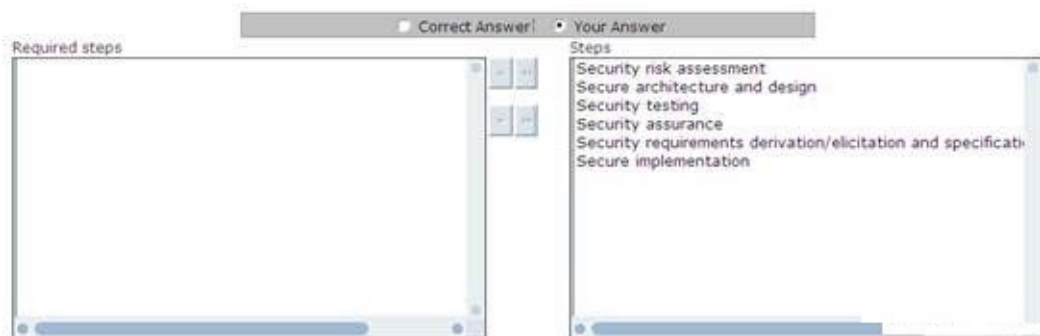 Correct Answer Your Answer
Required steps
Steps
Security risk assessment
Secure architecture and design
Security testing
Security assurance
Security requirements derivation/elicitation and specificati
Secure implementation